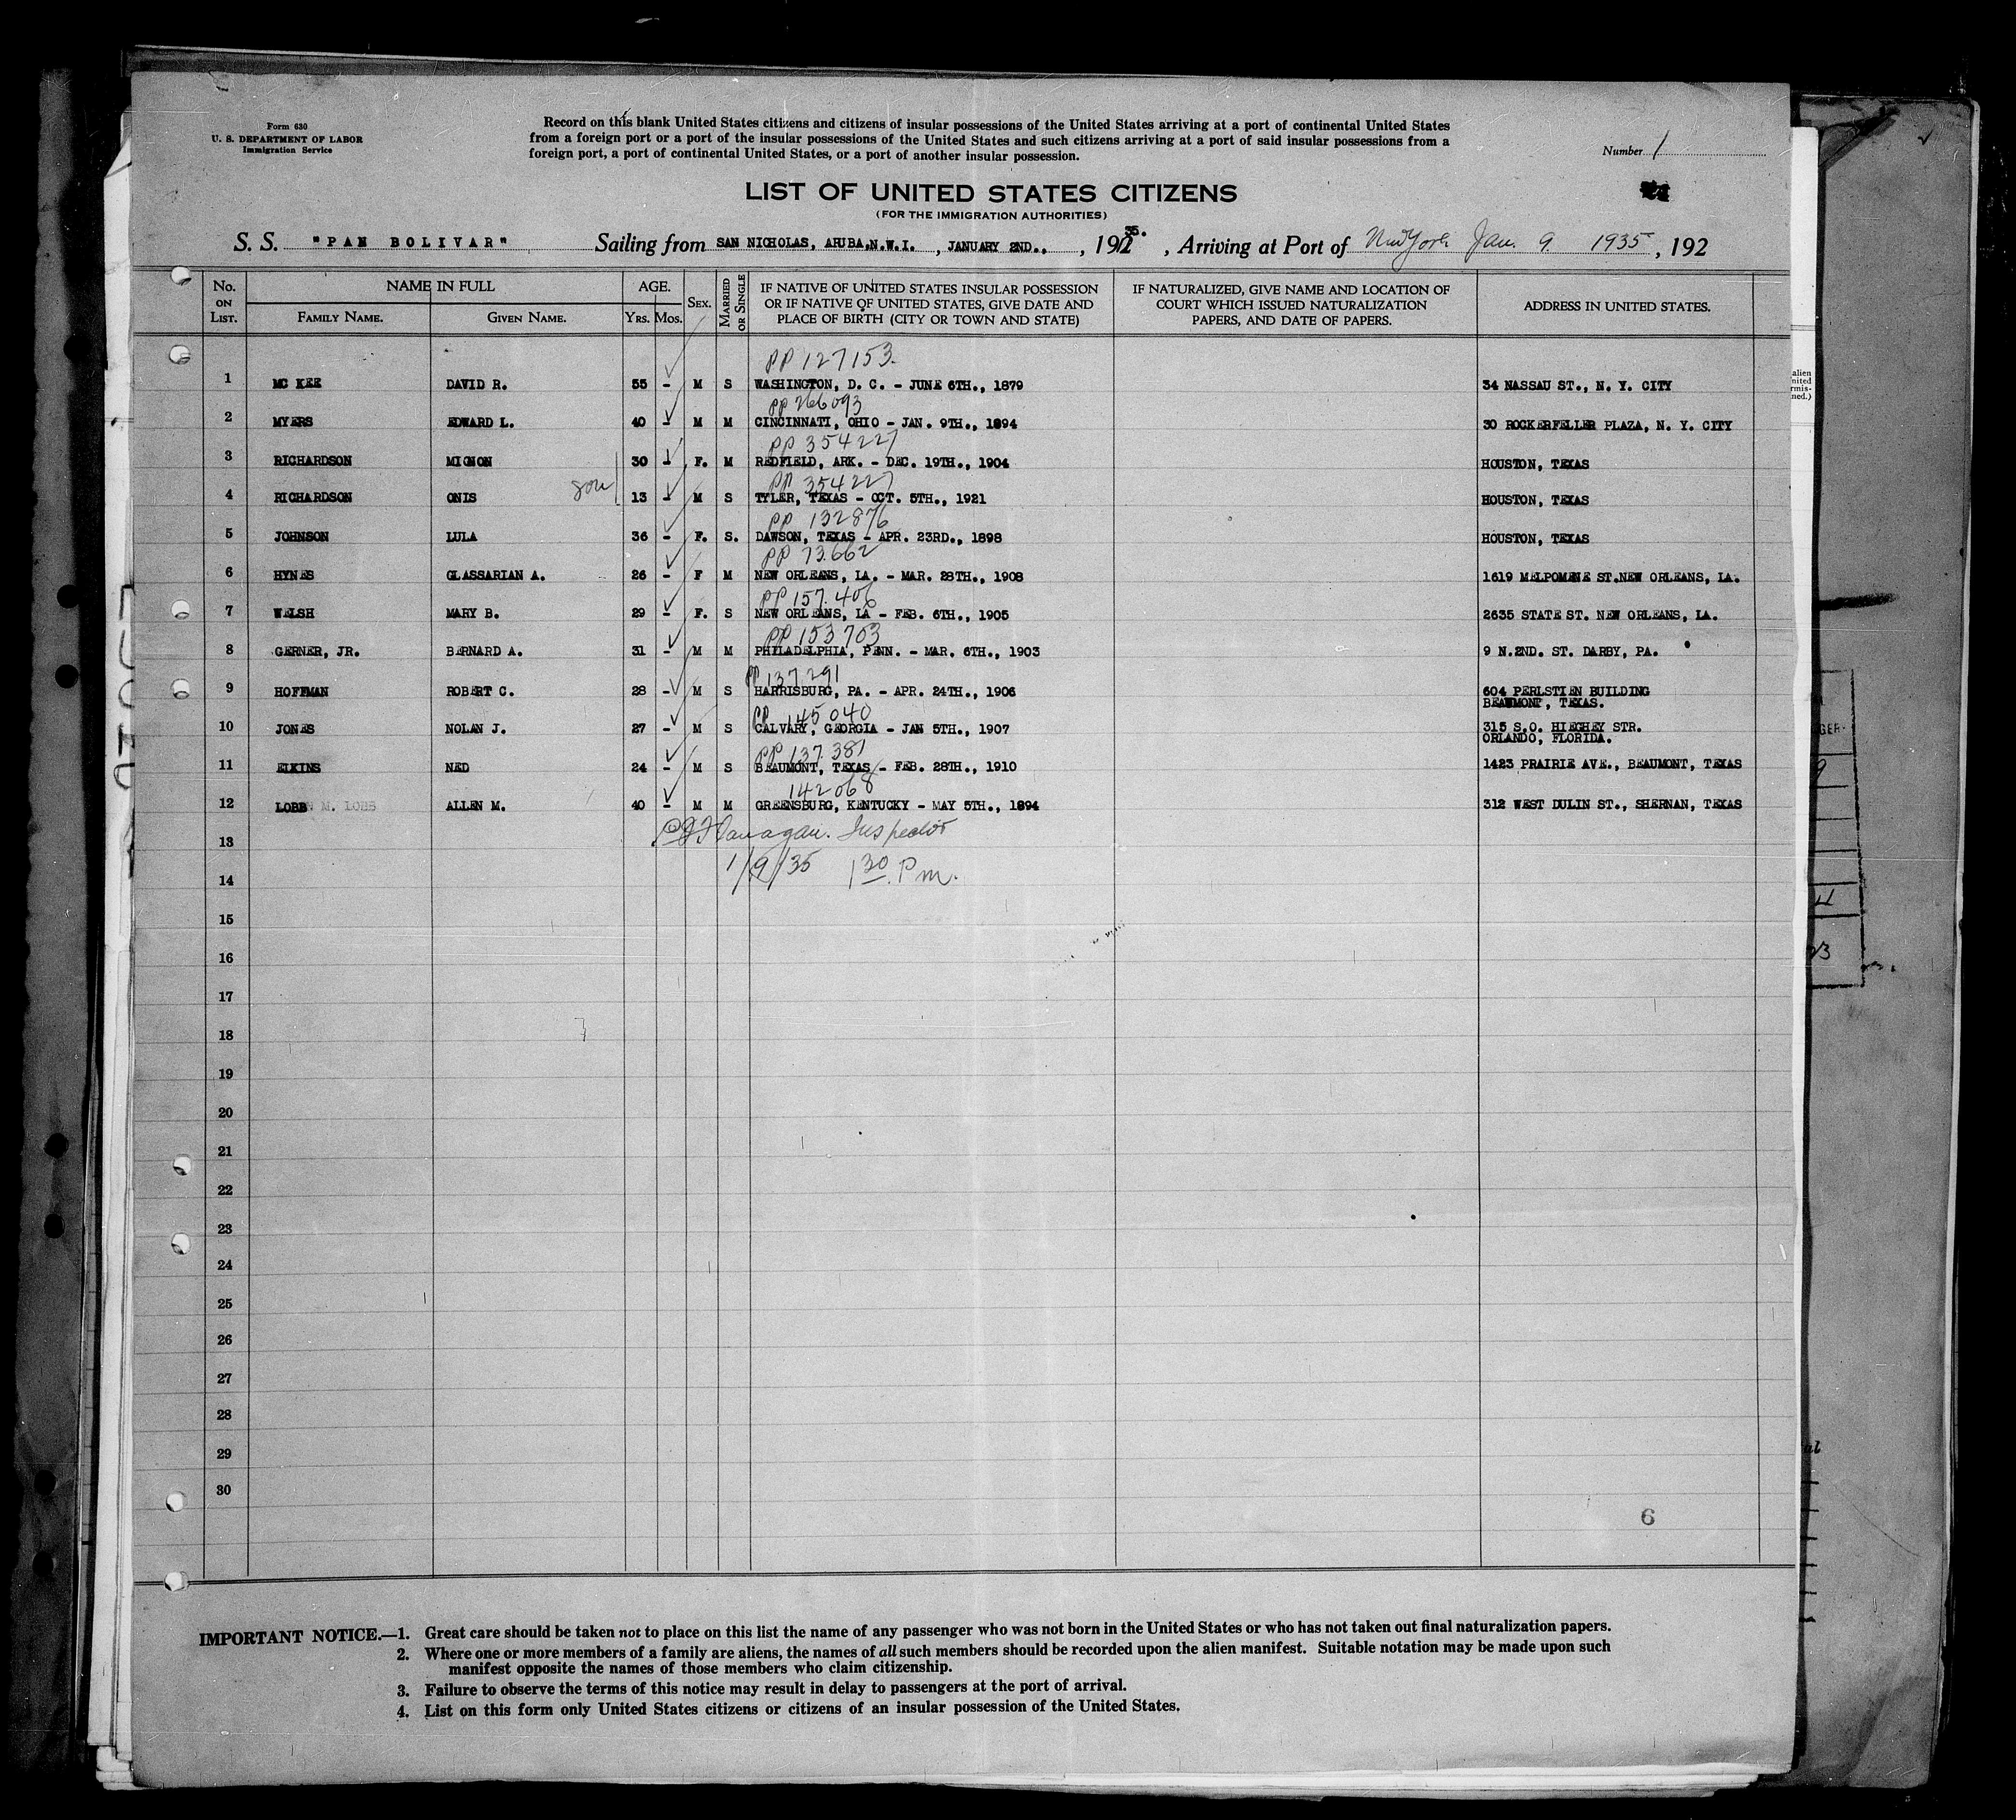 Form 630
U. S. DEPARTMENT OF LABOR
Immigration Service
Record on this blank United States citizens and citizens of insular possessions of the United States arriving at a port of continental United States
from a foreign port or a port of the insular possessions of the United States and such citizens arriving at a port of said insular possessions from a
foreign port, a port of continental United States, or a port of another insular possession.
Number 1
LIST OF UNITED STATES CITIZENS
(FOR THE IMMIGRATION AUTHORITIES)
S. S. "PAN BOLIVAR" Sailing from SAN NICHOLAS, ARUBA, N.W.I. , JANUARY 2ND., , 192 35. , Arriving at Port of New York Jan. 9. 1935 , 192
No. ON LIST. NAME IN FULL AGE. SEX. MARRIED OR SINGLE IF NATIVE OF UNITED STATES INSULAR POSSESSION IF NATURALIZED, GIVE NAME AND LOCATION OF ADDRESS IN UNITED STATES.
OR IF NATIVE OF UNITED STATES, GIVE DATE AND COURT WHICH ISSUED NATURALIZATION
FAMILY NAME. GIVEN NAME. YRS. MOS. PLACE OF BIRTH (CITY OR TOWN AND STATE) PAPERS, AND DATE OF PAPERS.
PP 127153.
1 MC KEE DAVID R. 55 - M S WASHINGTON, D. C. - JUNE 6TH., 1879 34 NASSAU ST., N. Y. CITY
PP 266093
2 MYERS EDWARD L. 40 - M M CINCINNATI, OHIO - JAN. 9TH., 1894 30 ROCKERFELLER PLAZA, N. Y. CITY
PP 354227
3 RICHARDSON MIGNON 30 - F. M REDFIELD, ARK. - DEC. 19TH., 1904 HOUSTON, TEXAS
PP 354227
4 RICHARDSON ONIS son 13 - M S TYLER, TEXAS - OCT. 5TH., 1921 HOUSTON, TEXAS
PP 132876
5 JOHNSON LULA 36 - F. S. DAWSON, TEXAS - APR. 23RD., 1898 HOUSTON, TEXAS
PP 73662
6 HYNES GLASSARIAN A. 26 - F M NEW ORLEANS, LA. - MAR. 28TH., 1908 1619 MELPOMENE ST.NEW ORLEANS, LA.
PP 157.406
7 WELSH MARY B. 29 - F. S NEW ORLEANS, LA - FEB. 6TH., 1905 2635 STATE ST. NEW ORLEANS, LA.
PP 153703
8 GERNER, JR. BERNARD A. 31 - M M PHILADELPHIA, PENN. - MAR. 6TH., 1903 9 N.2ND. ST. DARBY, PA.
PP 137291
9 HOFFMAN ROBERT C. 28 - M S HARRISBURG, PA. - APR. 24TH., 1906 604 PERLSTIEN BUILDING
BEAUMONT, TEXAS.
PP 145040
10 JONES NOLAN J. 27 - M S CALVARY, GEORGIA - JAN 5TH., 1907 315 S.O. HIEGHEY STR.
ORLANDO, FLORIDA.
PP 137.381
11 ELKINS NED 24 - M S BEAUMONT, TEXAS - FEB. 28TH., 1910 1423 PRAIRIE AVE., BEAUMONT, TEXAS
142068
12 LOBB ALLEN M. 40 - M M GREENSBURG, KENTUCKY - MAY 5TH., 1894 312 WEST DULIN ST., SHERNAN, TEXAS
Flanagan. Inspector
13
1/9/35 1 30 P.m.
14
15
16
17
18
19
20
21
22
23
24
25
26
27
28
29
30
6
IMPORTANT NOTICE.—1. Great care should be taken not to place on this list the name of any passenger who was not born in the United States or who has not taken out final naturalization papers.
2. Where one or more members of a family are aliens, the names of all such members should be recorded upon the alien manifest. Suitable notation may be made upon such
manifest opposite the names of those members who claim citizenship.
3. Failure to observe the terms of this notice may result in delay to passengers at the port of arrival.
4. List on this form only United States citizens or citizens of an insular possession of the United States.